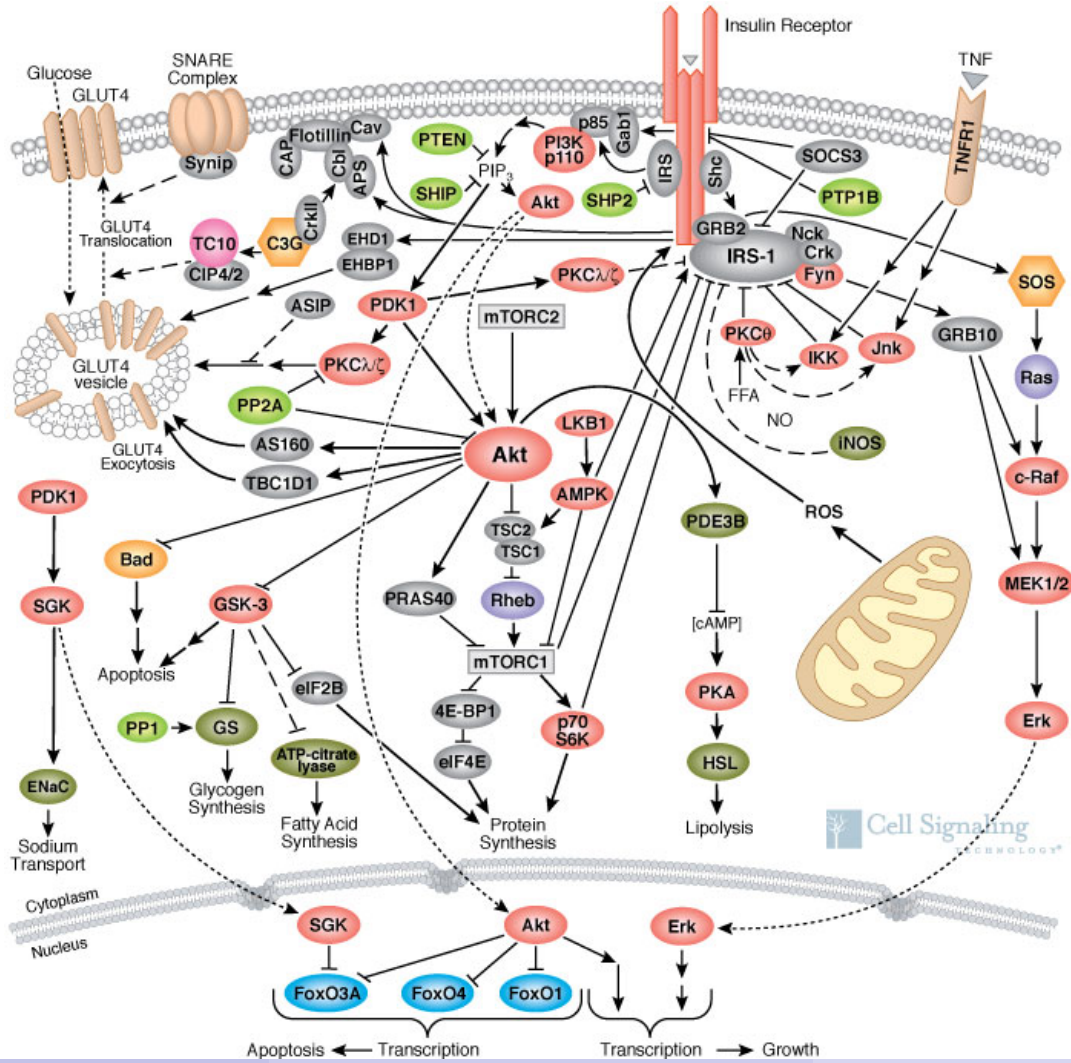 Insulin Receptor
TNF
SNARE
Complex
Glucose
GLUT4
Synip
CAP
Flotillin
Cav
Cbl
APS
CrkII
PTEN
SHIP
PIP3
Akt
PI3K
p110
p85
Gab1
IRS
SHP2
Shc
SOCS3
PTP1B
TNFR1
GLUT4
Translocation
TC10
CIP4/2
C3G
EHD1
EHBP1
GRB2
IRS-1
Nck
Crk
Fyn
SOS
ASIP
PDK1
PKCλ/ζ
mTORC2
PKCθ
IKK
Jnk
GRB10
Ras
GLUT4
vesicle
PKCλ/ζ
FFA
NO
iNOS
PP2A
LKB1
GLUT4
Exocytosis
AS160
TBC1D1
Akt
AMPK
c-Raf
PDK1
TSC2
TSC1
PDE3B
ROS
Bad
SGK
GSK-3
PRAS40
Rheb
MEK1/2
[cAMP]
Apoptosis
eIF2B
mTORC1
PKA
PP1
GS
4E-BP1
p70
S6K
Erk
ENaC
ATP-citrate
lyase
eIF4E
HSL
Glycogen
Synthesis
Fatty Acid
Synthesis
Protein
Synthesis
Lipolysis
Sodium
Transport
Cell Signaling
TECHNOLOGY®
Cytoplasm
Nucleus
SGK
Akt
Erk
FoxO3A
FoxO4
FoxO1
Apoptosis
Transcription
Transcription
Growth